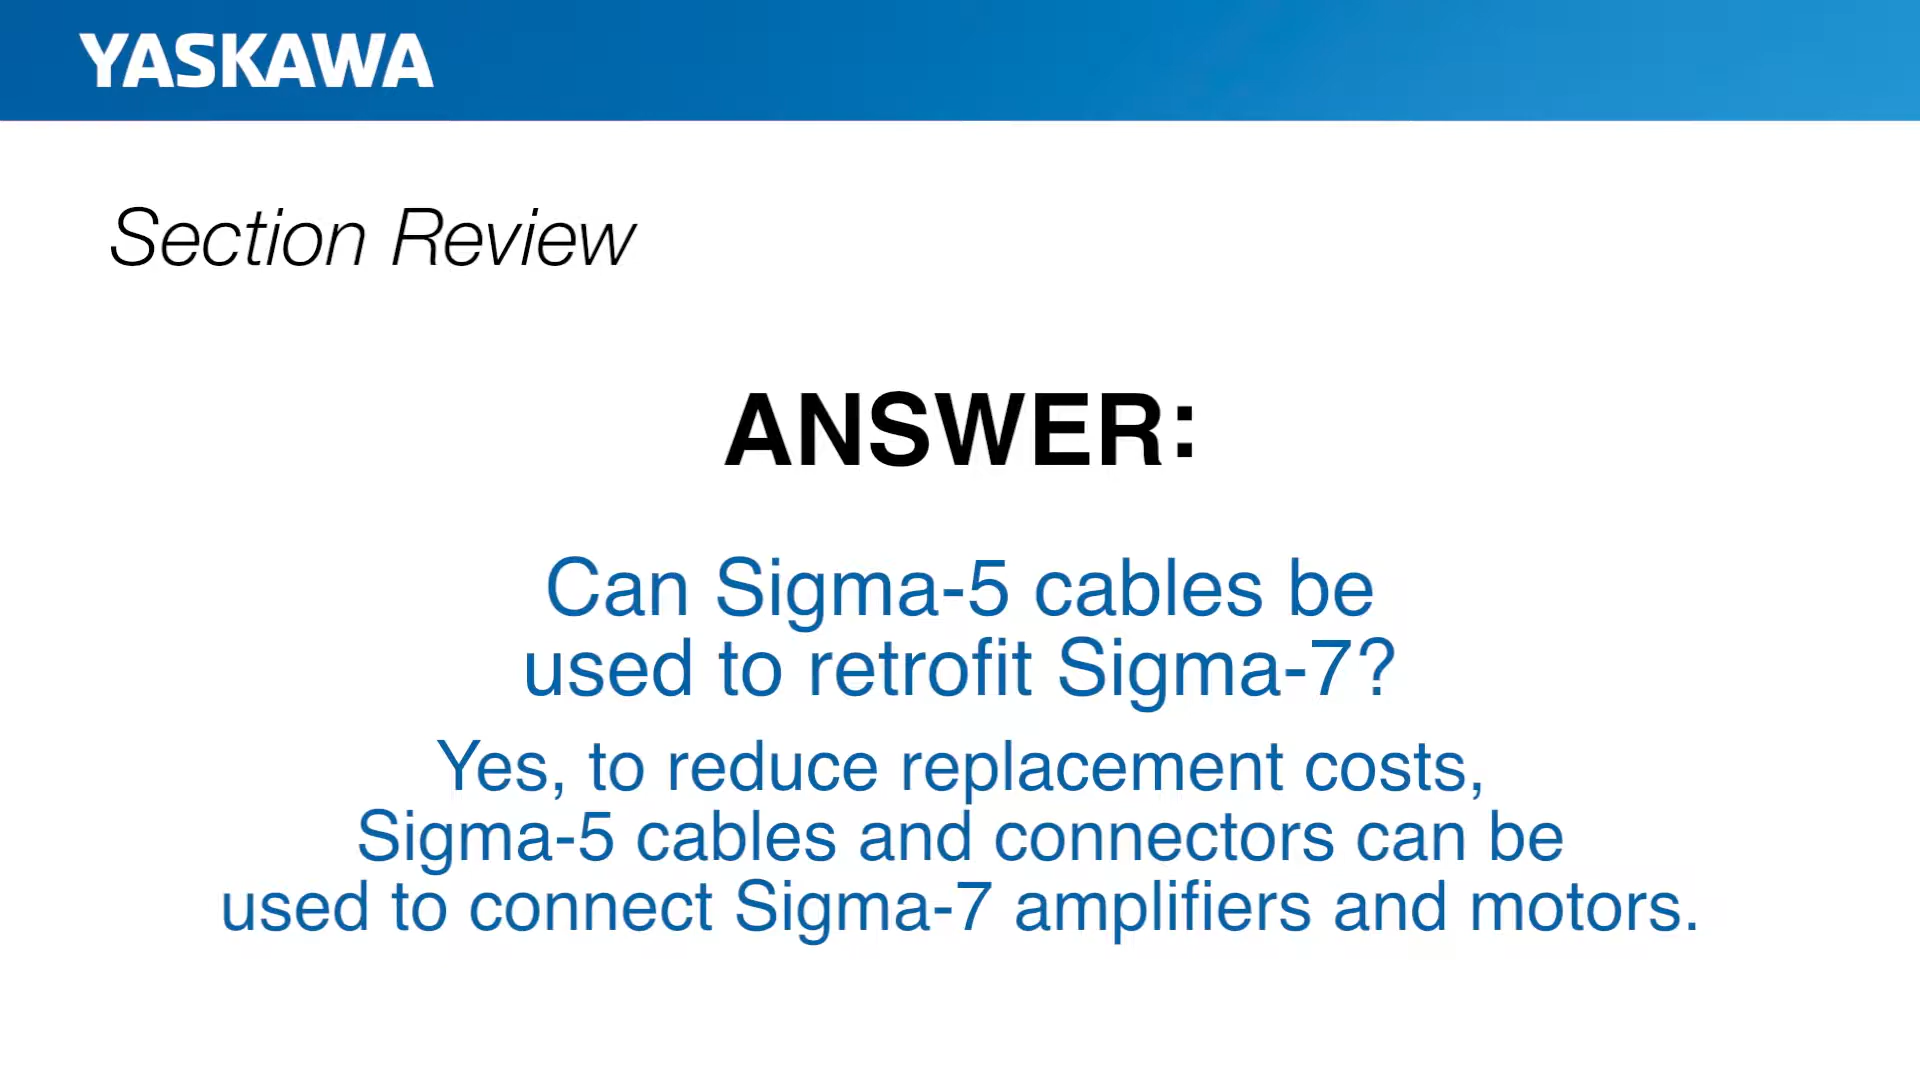 YASKAWA
Section Review
ANSWER:
Can Sigma-5 cables be
used to retrofit Sigma-7?
Yes, to reduce replacement costs,
Sigma-5 cables and connectors can be
used to connect Sigma-7 amplifiers and motors.